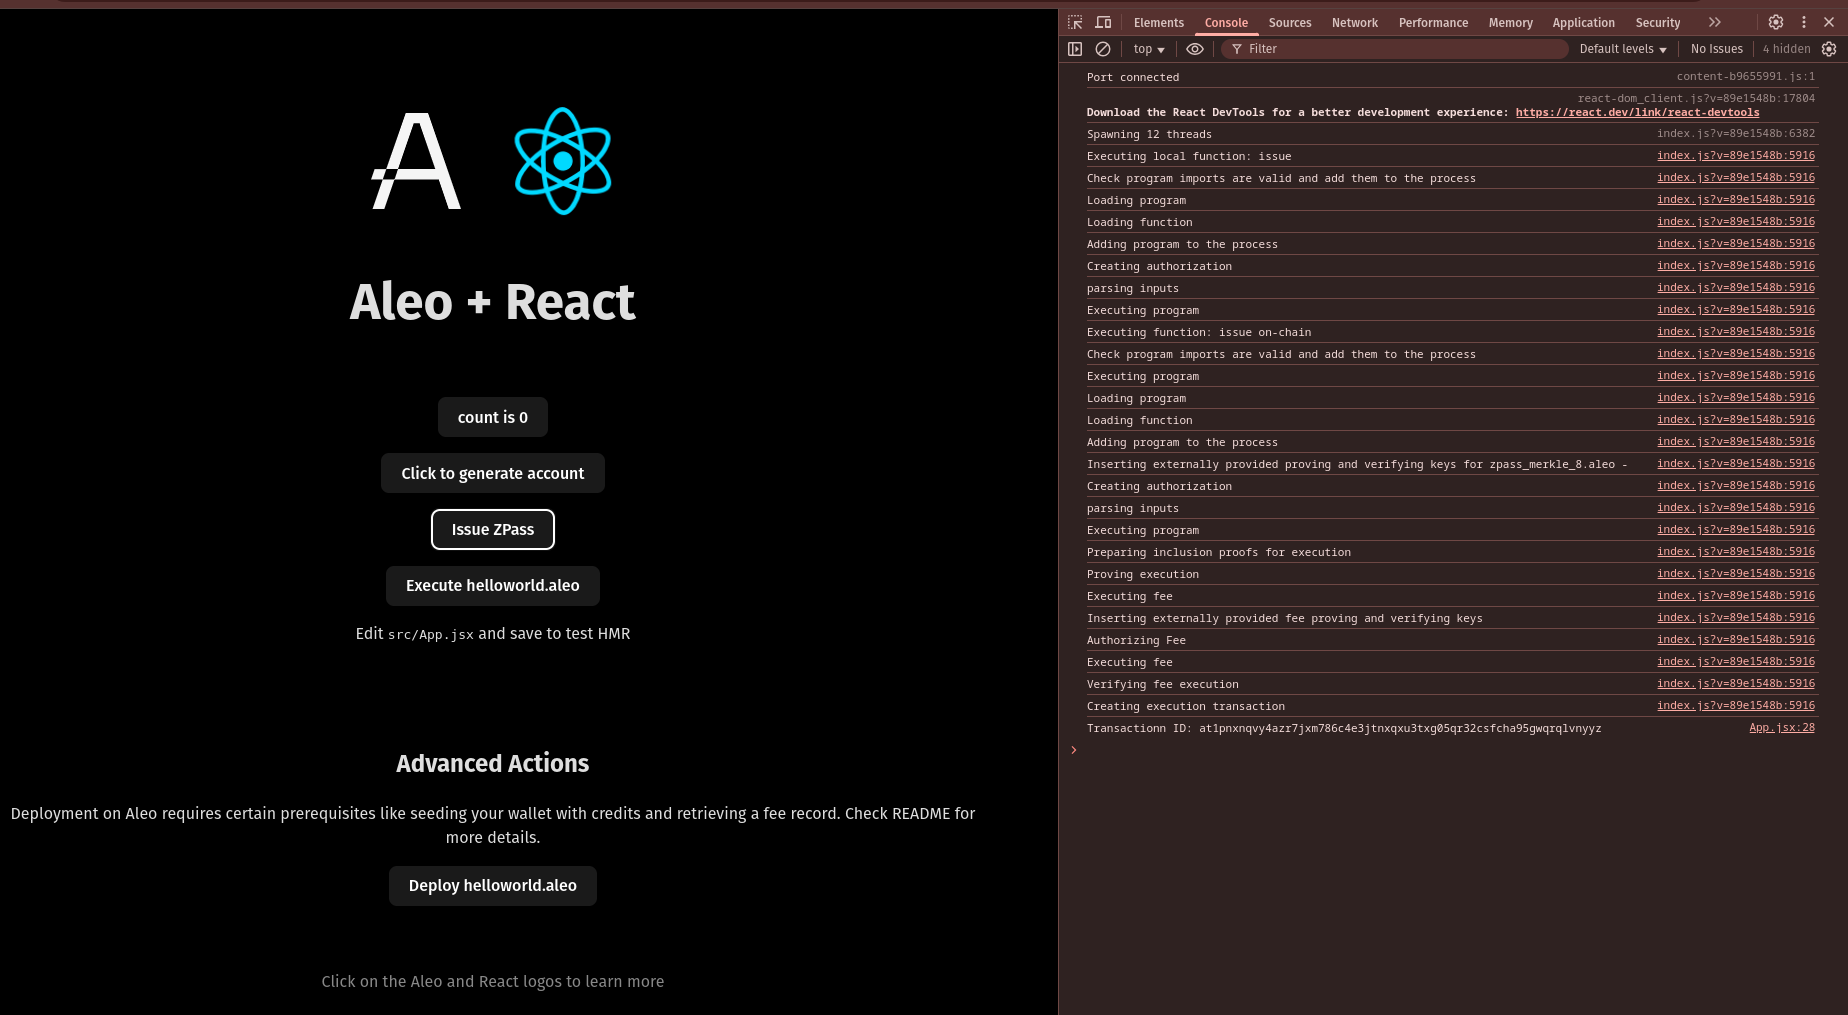 Aleo + React
count is 0
Click to generate account
Issue ZPass
Execute helloworld.aleo
Edit src/App.jsx and save to test HMR
Advanced Actions
Deployment on Aleo requires certain prerequisites like seeding your wallet with credits and retrieving a fee record. Check README for
more details.
Deploy helloworld.aleo
Click on the Aleo and React logos to learn more
Elements Console Sources Network Performance Memory Application Security
top Filter Default levels No Issues 4 hidden
Port connected content-b9655991.js:1
react-dom_client.js?v=89e1548b:17804
Download the React DevTools for a better development experience: https://react.dev/link/react-devtools
Spawning 12 threads index.js?v=89e1548b:6382
Executing local function: issue index.js?v=89e1548b:5916
Check program imports are valid and add them to the process index.js?v=89e1548b:5916
Loading program index.js?v=89e1548b:5916
Loading function index.js?v=89e1548b:5916
Adding program to the process index.js?v=89e1548b:5916
Creating authorization index.js?v=89e1548b:5916
parsing inputs index.js?v=89e1548b:5916
Executing program index.js?v=89e1548b:5916
Executing function: issue on-chain index.js?v=89e1548b:5916
Check program imports are valid and add them to the process index.js?v=89e1548b:5916
Executing program index.js?v=89e1548b:5916
Loading program index.js?v=89e1548b:5916
Loading function index.js?v=89e1548b:5916
Adding program to the process index.js?v=89e1548b:5916
Inserting externally provided proving and verifying keys for zpass_merkle_8.aleo - index.js?v=89e1548b:5916
Creating authorization index.js?v=89e1548b:5916
parsing inputs index.js?v=89e1548b:5916
Executing program index.js?v=89e1548b:5916
Preparing inclusion proofs for execution index.js?v=89e1548b:5916
Proving execution index.js?v=89e1548b:5916
Executing fee index.js?v=89e1548b:5916
Inserting externally provided fee proving and verifying keys index.js?v=89e1548b:5916
Authorizing Fee index.js?v=89e1548b:5916
Executing fee index.js?v=89e1548b:5916
Verifying fee execution index.js?v=89e1548b:5916
Creating execution transaction index.js?v=89e1548b:5916
Transactionn ID: at1pnxnqvy4azr7jxm786c4e3jtnxqxu3txg05qr32csfcha95gwqrqlvnyyz App.jsx:28